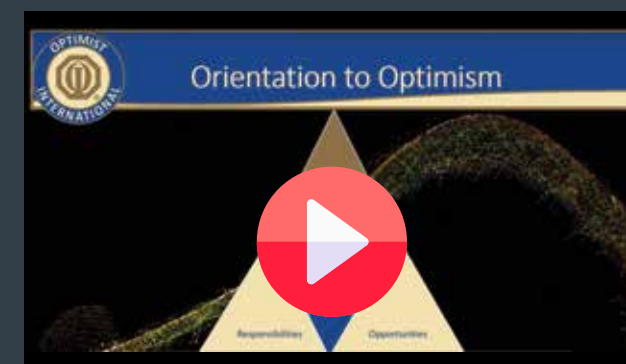 OPTIMIST
INTERNATIONAL
Orientation to Optimism
Responsibilities
Opportunities